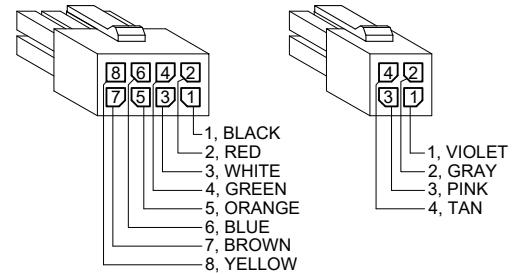 8 6 4 2
7 5 3 1
1, BLACK
2, RED
3, WHITE
4, GREEN
5, ORANGE
6, BLUE
7, BROWN
8, YELLOW
4 2
3 1
1, VIOLET
2, GRAY
3, PINK
4, TAN